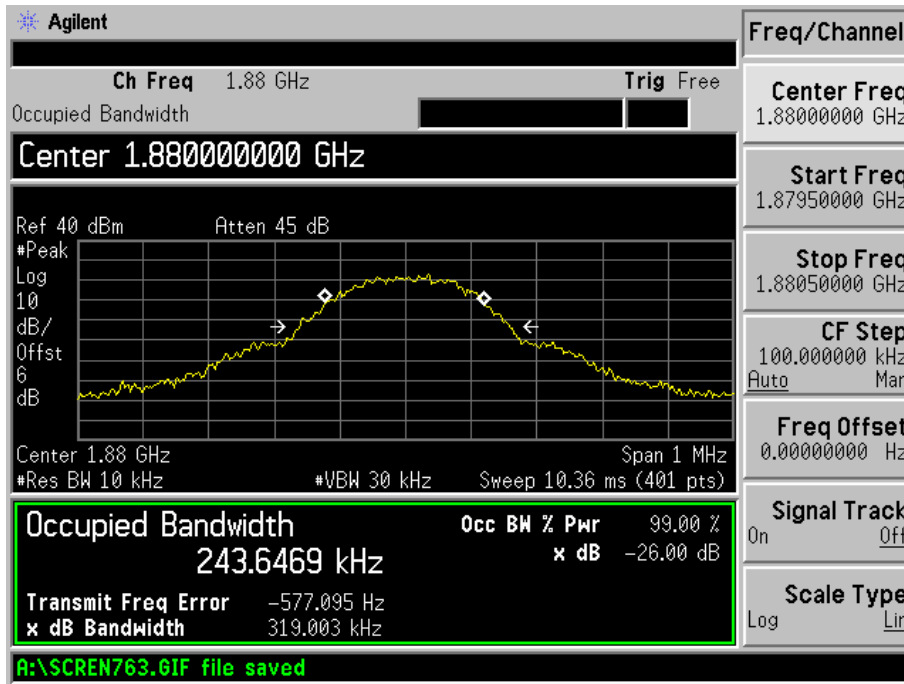 Agilent
Freq/Channel
Ch Freq 1.88 GHz Trig Free
Occupied Bandwidth
Center 1.880000000 GHz
Ref 40 dBm Atten 45 dB
#Peak
Log
10
dB/
Offst
6
dB
Center 1.88 GHz Span 1 MHz
#Res BW 10 kHz #VBW 30 kHz Sweep 10.36 ms (401 pts)
Occupied Bandwidth
243.6469 kHz
Occ BW % Pwr 99.00 %
x dB -26.00 dB
Transmit Freq Error -577.095 Hz
x dB Bandwidth 319.003 kHz
A:\SCREN763.GIF file saved
Center Freq
1.88000000 GHz
Start Freq
1.87950000 GHz
Stop Freq
1.88050000 GHz
CF Step
100.000000 kHz
Auto Man
Freq Offset
0.00000000 Hz
Signal Track
On Off
Scale Type
Log Lin